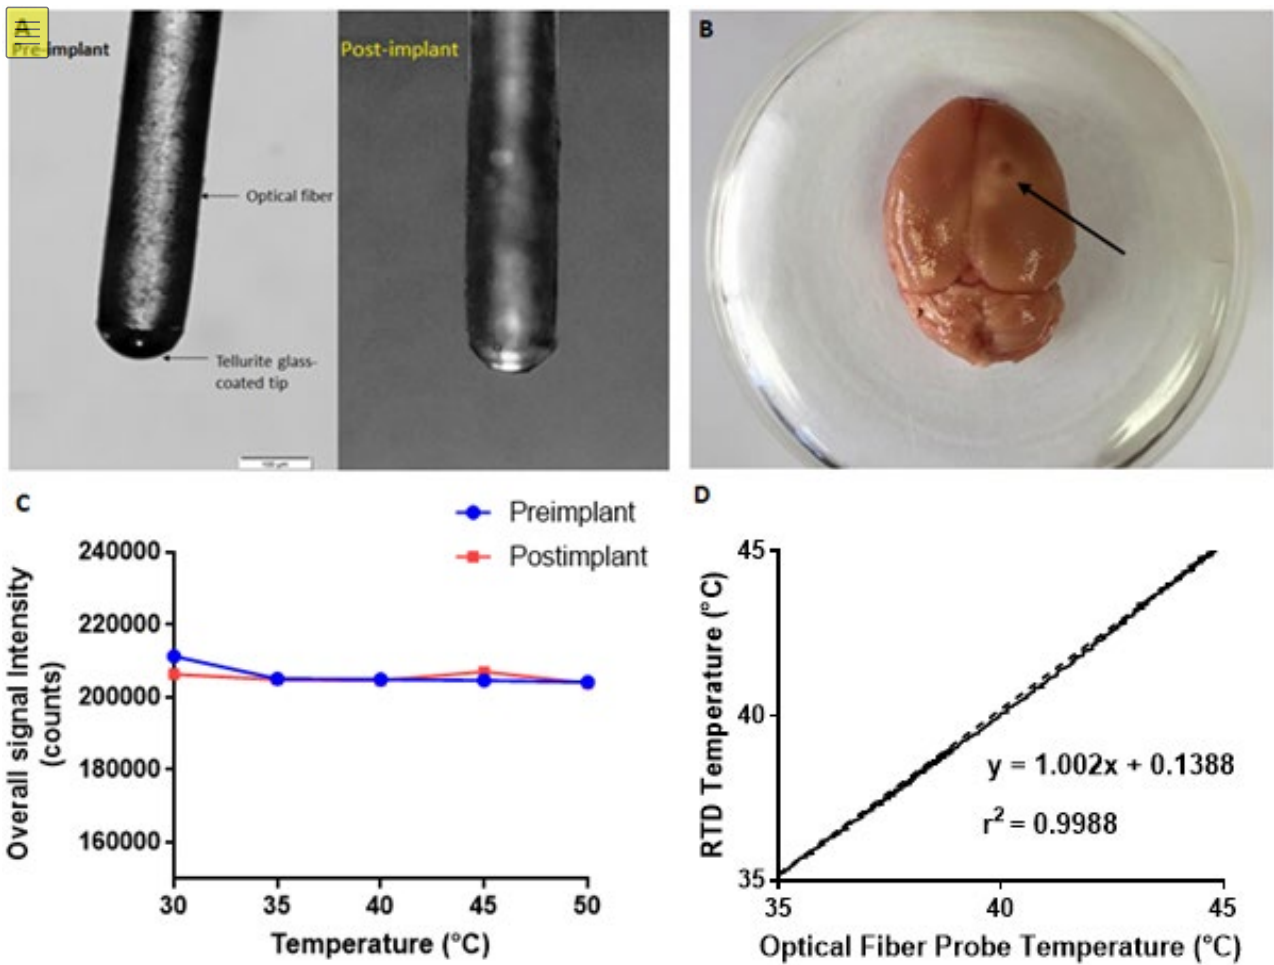 A
Pre-implant
Post-implant
Optical fiber
Tellurite glass-
coated tip
100 µm
B
C
Preimplant
Postimplant
240000
220000
200000
180000
160000
Overall signal Intensity
(counts)
30 35 40 45 50
Temperature (°C)
D
45
40
35
RTD Temperature (°C)
y = 1.002x + 0.1388
r² = 0.9988
35 40 45
Optical Fiber Probe Temperature (°C)